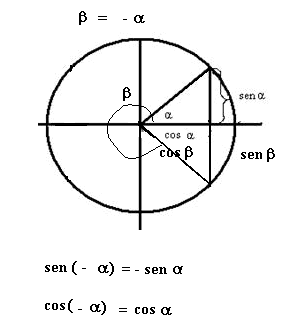 β = - α
β
α
sen α
cos α
cos β
sen β
sen (- α) = - sen α
cos(- α) = cos α